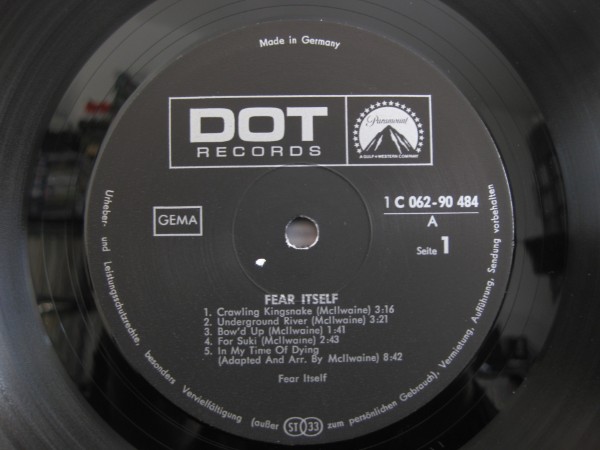 Made in Germany
DOT
RECORDS
Paramount
A GULF + WESTERN COMPANY
1 C 062-90 484
A
GEMA
Seite 1
FEAR ITSELF
1. Crawling Kingsnake (McIlwaine) 3:16
2. Underground River (McIlwaine) 3:21
3. Bow'd Up (McIlwaine) 1:41
4. For Suki (McIlwaine) 2:43
5. In My Time Of Dying
(Adapted And Arr. By McIlwaine) 8:42
Fear Itself
Urheber- und Leistungsschutzrechte, besonders Vervielfältigung (außer zum persönlichen Gebrauch), Vermietung, Aufführung, Sendung vorbehalten
ST 33